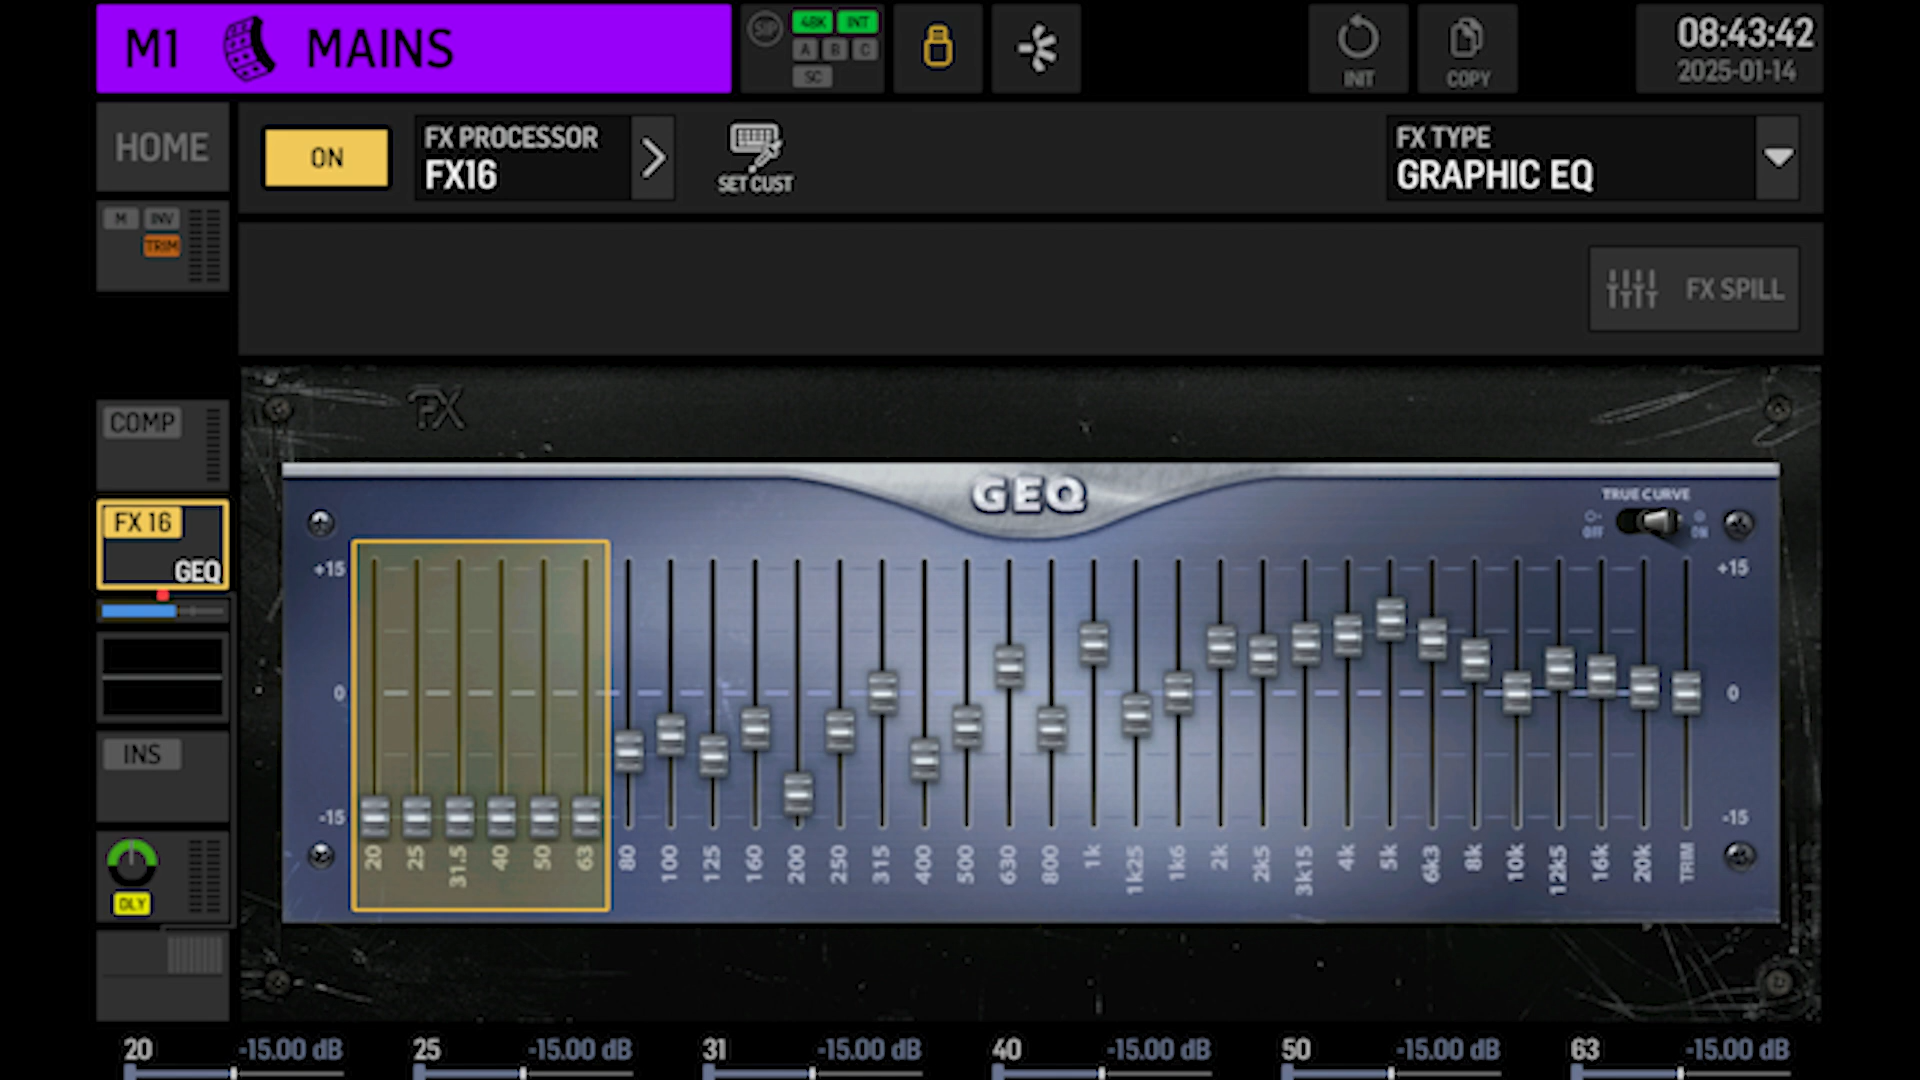 M1 MAINS
SIP 48K INT
A B C
SC
INIT
COPY
08:43:42
2025-01-14
HOME
ON
FX PROCESSOR
FX16
SET CUST
FX TYPE
GRAPHIC EQ
M INV
TRIM
FX SPILL
FX
COMP
GEQ
TRUE CURVE
OFF ON
FX 16
GEQ
+15 +15
0 0
-15 -15
INS
20 25 31.5 40 50 63 80 100 125 160 200 250 315 400 500 630 800 1k 1k25 1k6 2k 2k5 3k15 4k 5k 6k3 8k 10k 12k5 16k 20k TRIM
DLY
20 -15.00 dB 25 -15.00 dB 31 -15.00 dB 40 -15.00 dB 50 -15.00 dB 63 -15.00 dB